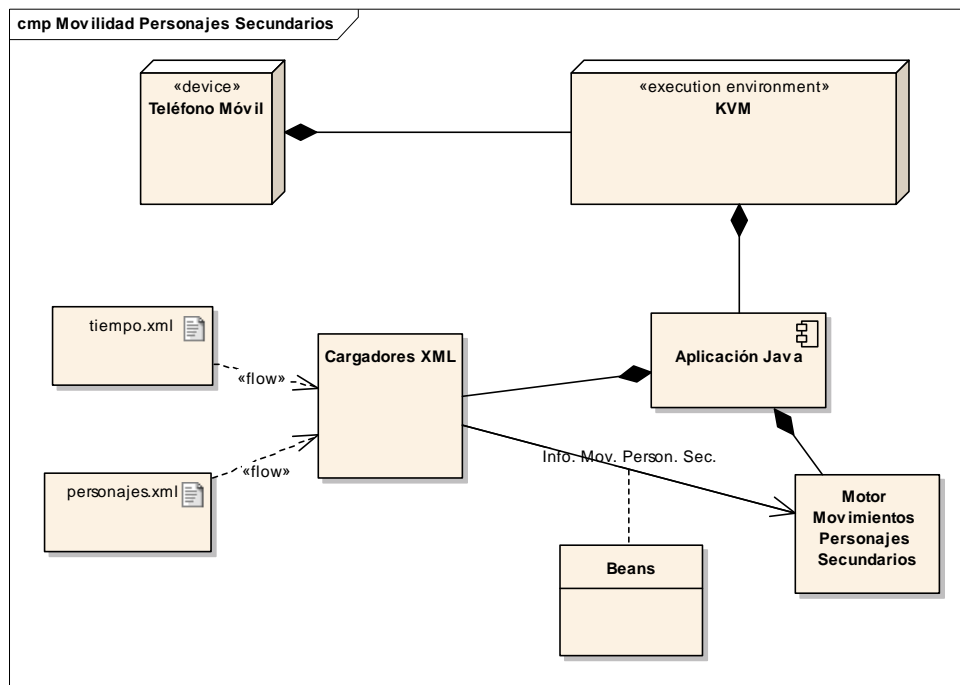 cmp Movilidad Personajes Secundarios
«device»
Teléfono Móvil
«execution environment»
KVM
tiempo.xml
«flow»
Cargadores XML
Aplicación Java
personajes.xml
«flow»
Info. Mov. Person. Sec.
Motor
Movimientos
Personajes
Secundarios
Beans